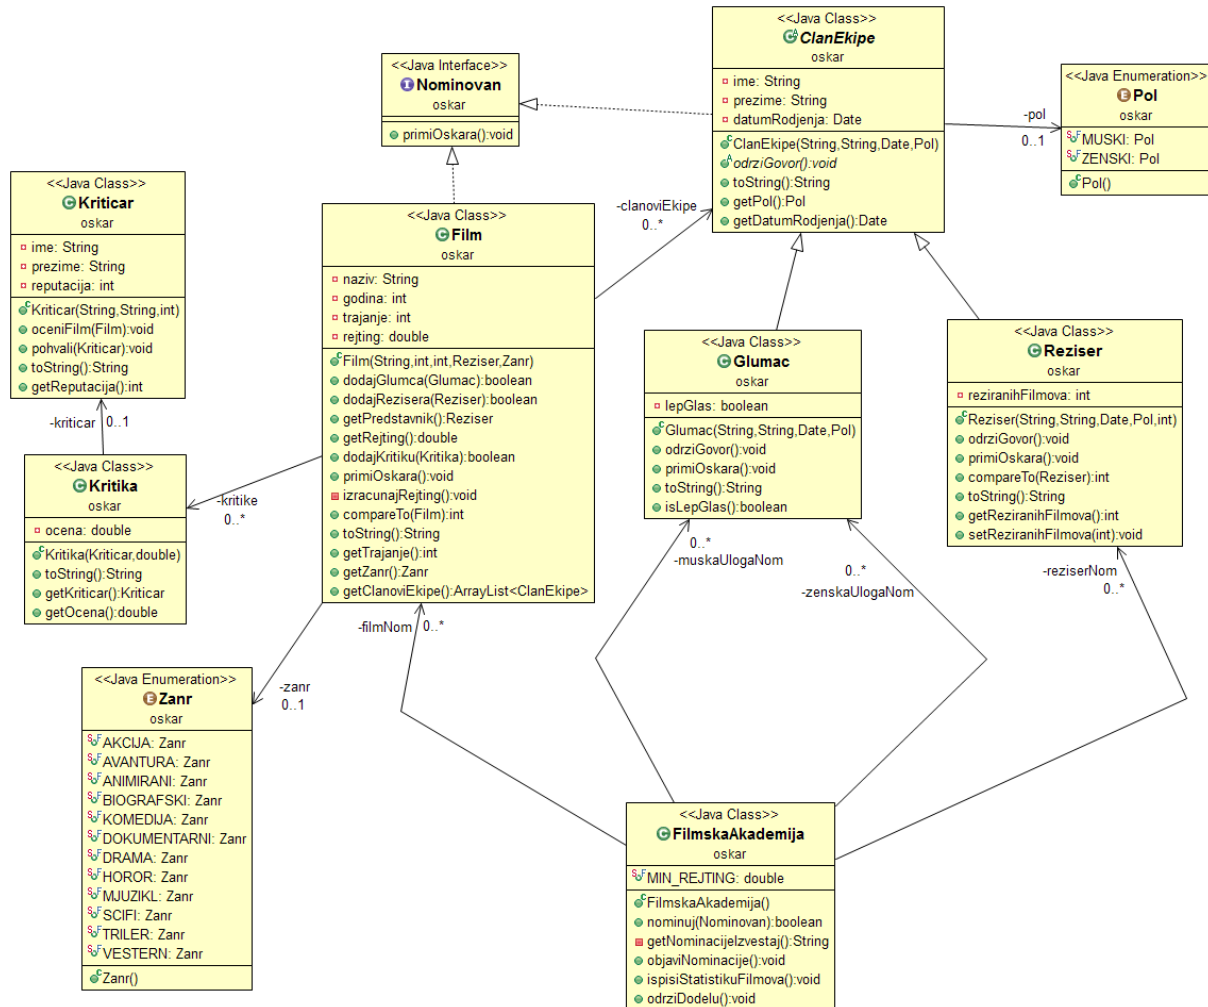 <<Java Class>>
ClanEkipe
oskar
ime: String
prezime: String
datumRodjenja: Date
ClanEkipe(String,String,Date,Pol)
odrziGovor():void
toString():String
getPol():Pol
getDatumRodjenja():Date
<<Java Interface>>
Nominovan
oskar
primiOskara():void
<<Java Enumeration>>
Pol
oskar
MUSKI: Pol
ZENSKI: Pol
Pol()
-pol
0..1
<<Java Class>>
Kriticar
oskar
ime: String
prezime: String
reputacija: int
Kriticar(String,String,int)
oceniFilm(Film):void
pohvali(Kriticar):void
toString():String
getReputacija():int
-kriticar
0..1
<<Java Class>>
Film
oskar
naziv: String
godina: int
trajanje: int
rejting: double
Film(String,int,int,Reziser,Zanr)
dodajGlumca(Glumac):boolean
dodajRezisera(Reziser):boolean
getPredstavnik():Reziser
getRejting():double
dodajKritiku(Kritika):boolean
primiOskara():void
izracunajRejting():void
compareTo(Film):int
toString():String
getTrajanje():int
getZanr():Zanr
getClanoviEkipe():ArrayList<ClanEkipe>
-clanoviEkipe
0..*
<<Java Class>>
Glumac
oskar
lepGlas: boolean
Glumac(String,String,Date,Pol)
odrziGovor():void
primiOskara():void
toString():String
isLepGlas():boolean
<<Java Class>>
Reziser
oskar
reziranihFilmova: int
Reziser(String,String,Date,Pol,int)
odrziGovor():void
primiOskara():void
compareTo(Reziser):int
toString():String
getReziranihFilmova():int
setReziranihFilmova(int):void
<<Java Class>>
Kritika
oskar
ocena: double
Kritika(Kriticar,double)
toString():String
getKriticar():Kriticar
getOcena():double
-kritike
0..*
0..*
-muskaUlogaNom
0..*
-zenskaUlogaNom
-reziserNom
0..*
-filmNom
0..*
-zanr
0..1
<<Java Enumeration>>
Zanr
oskar
AKCIJA: Zanr
AVANTURA: Zanr
ANIMIRANI: Zanr
BIOGRAFSKI: Zanr
KOMEDIJA: Zanr
DOKUMENTARNI: Zanr
DRAMA: Zanr
HOROR: Zanr
MJUZIKL: Zanr
SCIFI: Zanr
TRILER: Zanr
VESTERN: Zanr
Zanr()
<<Java Class>>
FilmskaAkademija
oskar
MIN_REJTING: double
FilmskaAkademija()
nominuj(Nominovan):boolean
getNominacijeIzvestaj():String
objaviNominacije():void
ispisiStatistikuFilmova():void
odrziDodelu():void